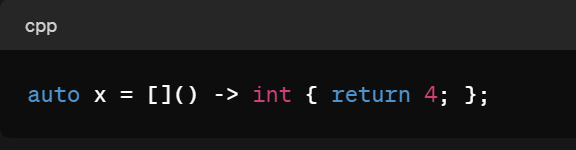 cpp
auto x = []() -> int { return 4; };